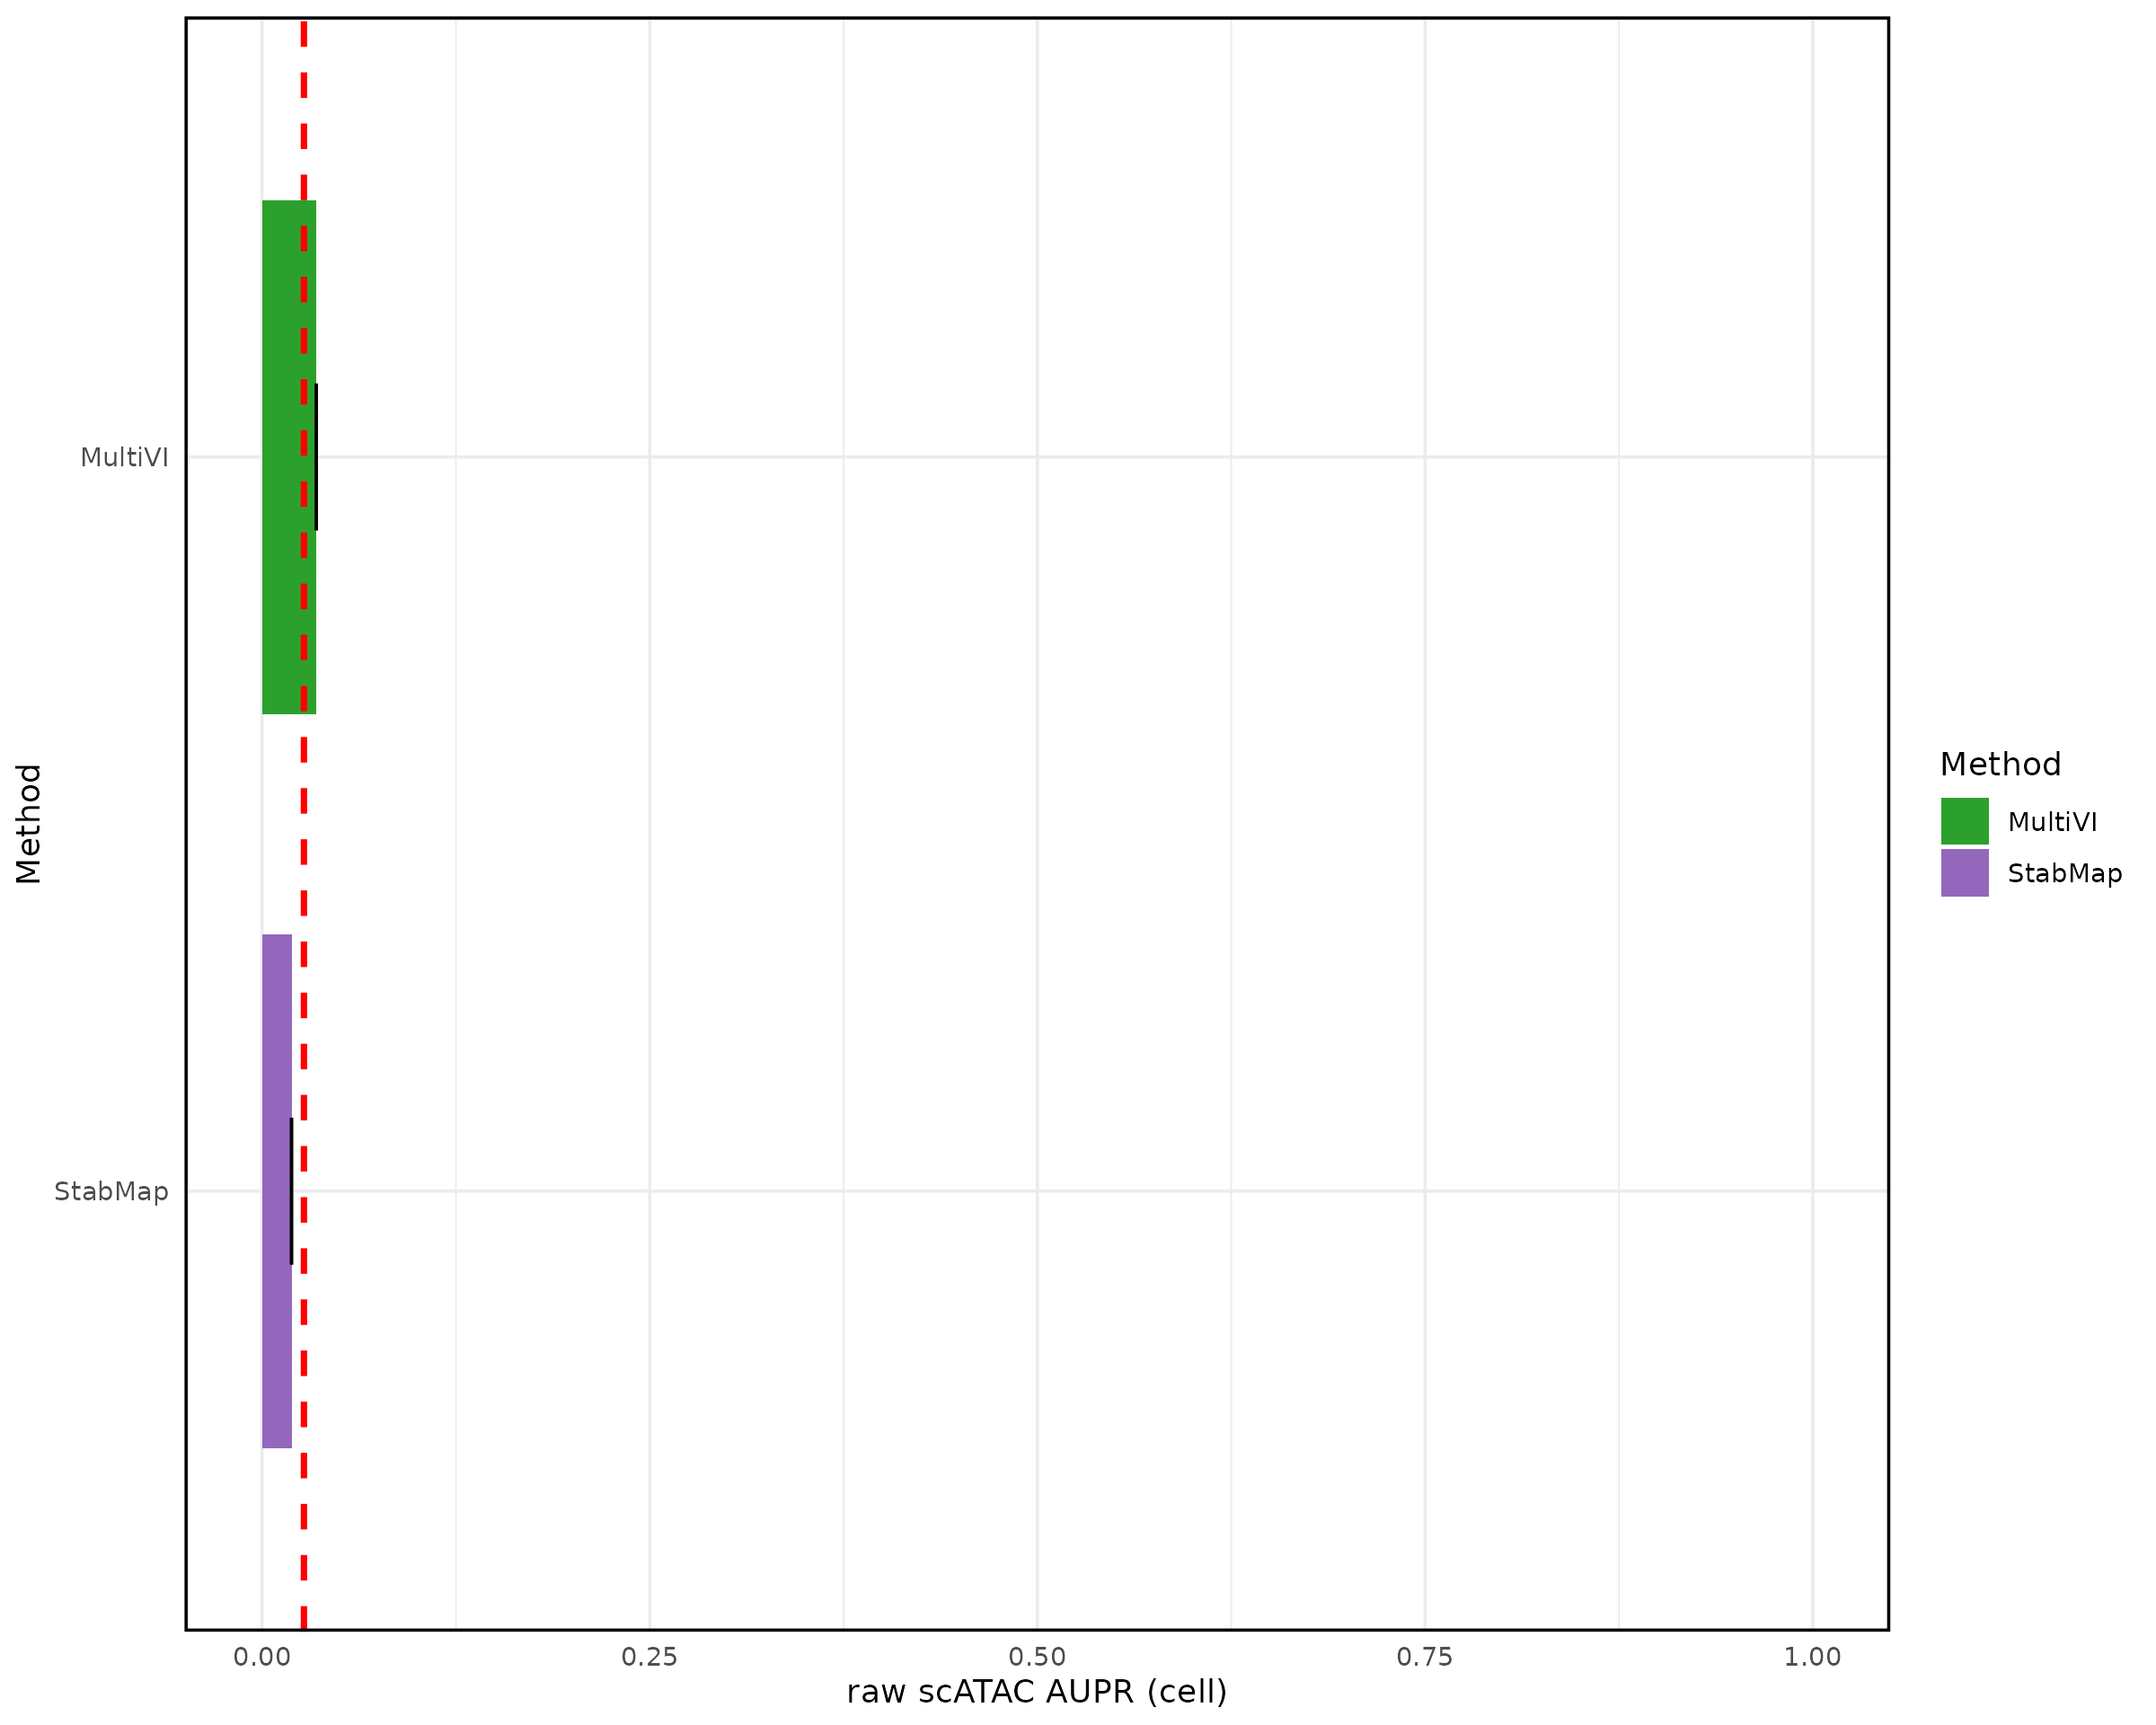 Method
MultiVI
StabMap
0.00
0.25
0.50
0.75
1.00
raw scATAC AUPR (cell)
Method
MultiVI
StabMap